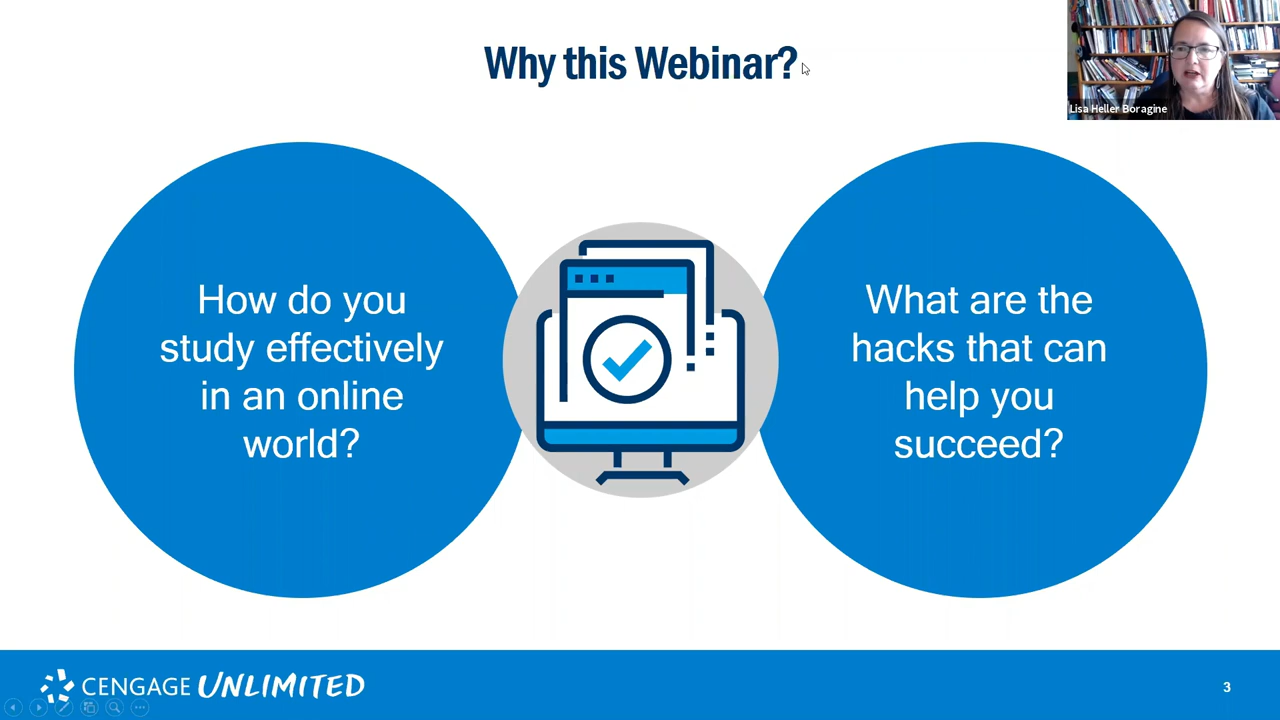 Why this Webinar?
Lisa Heller Boragine
How do you
study effectively
in an online
world?
What are the
hacks that can
help you
succeed?
CENGAGE UNLIMITED
3